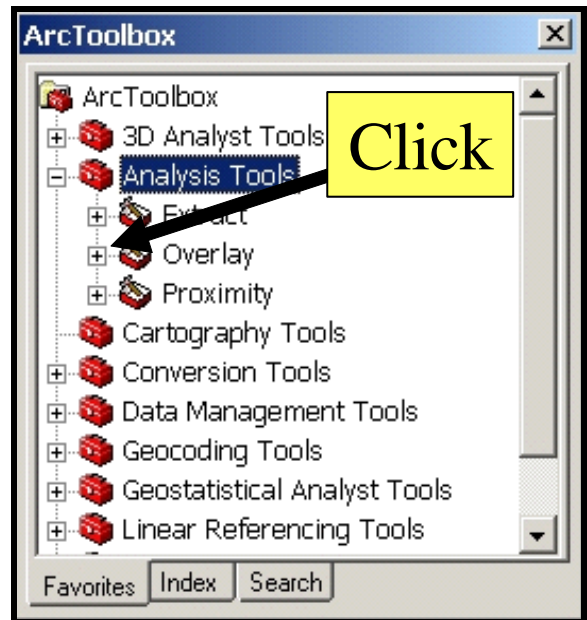 ArcToolbox
ArcToolbox
3D Analyst Tools
Click
Analysis Tools
Extract
Overlay
Proximity
Cartography Tools
Conversion Tools
Data Management Tools
Geocoding Tools
Geostatistical Analyst Tools
Linear Referencing Tools
Favorites Index Search